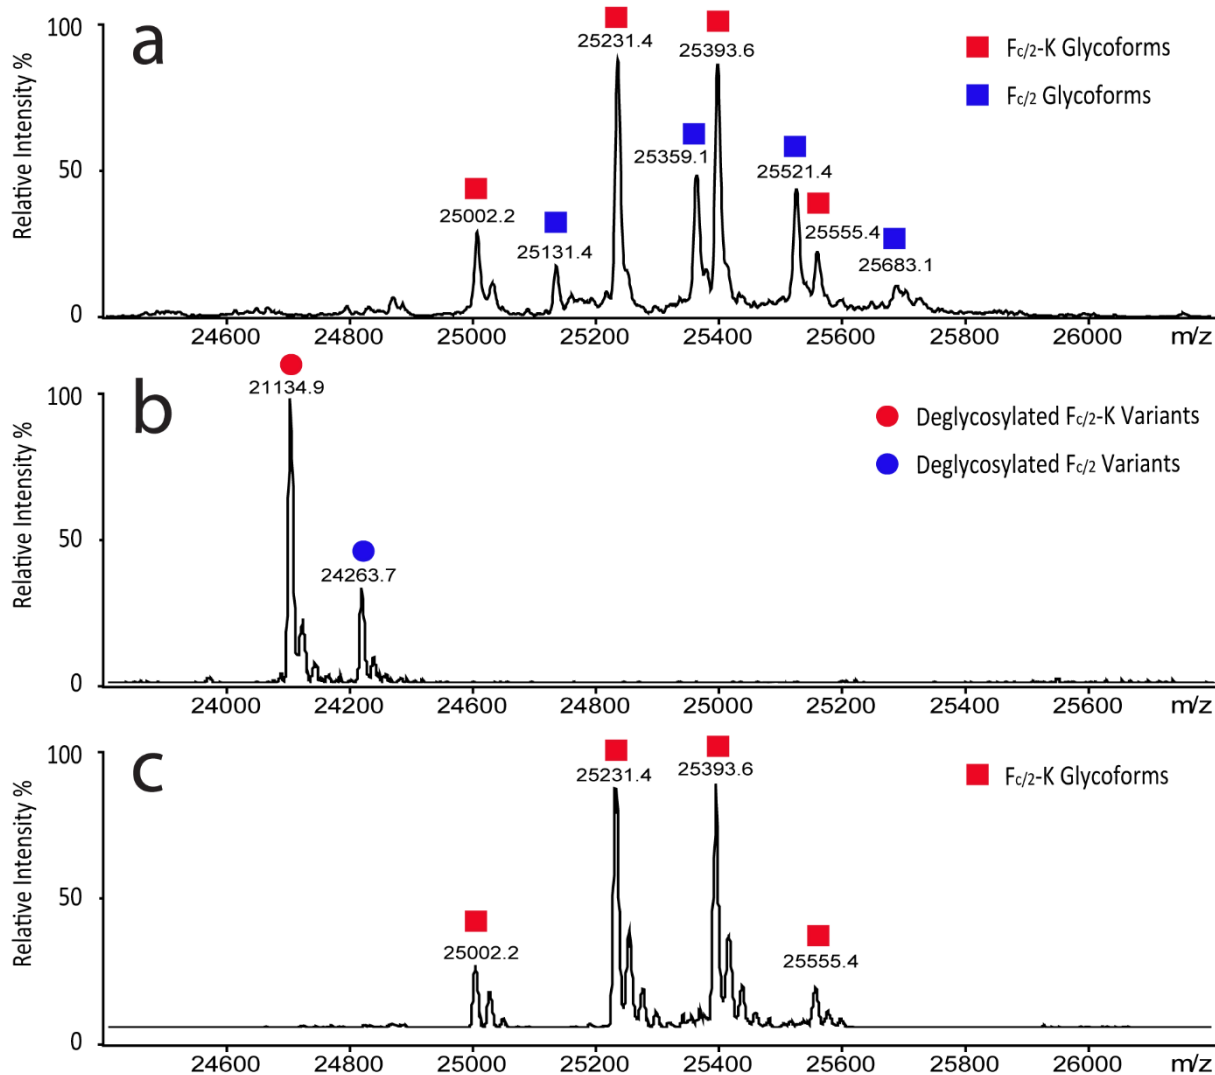 a
Relative Intensity %
100
50
0
25002.2
25131.4
25231.4
25359.1
25393.6
25521.4
25555.4
25683.1
Fc/2-K Glycoforms
Fc/2 Glycoforms
24600 24800 25000 25200 25400 25600 25800 26000 m/z
b
Relative Intensity %
100
50
0
21134.9
24263.7
Deglycosylated Fc/2-K Variants
Deglycosylated Fc/2 Variants
24000 24200 24600 24800 25000 25200 25400 25600 m/z
c
Relative Intensity %
100
50
0
25002.2
25231.4
25393.6
25555.4
Fc/2-K Glycoforms
24600 24800 25000 25200 25400 25600 25800 26000 m/z